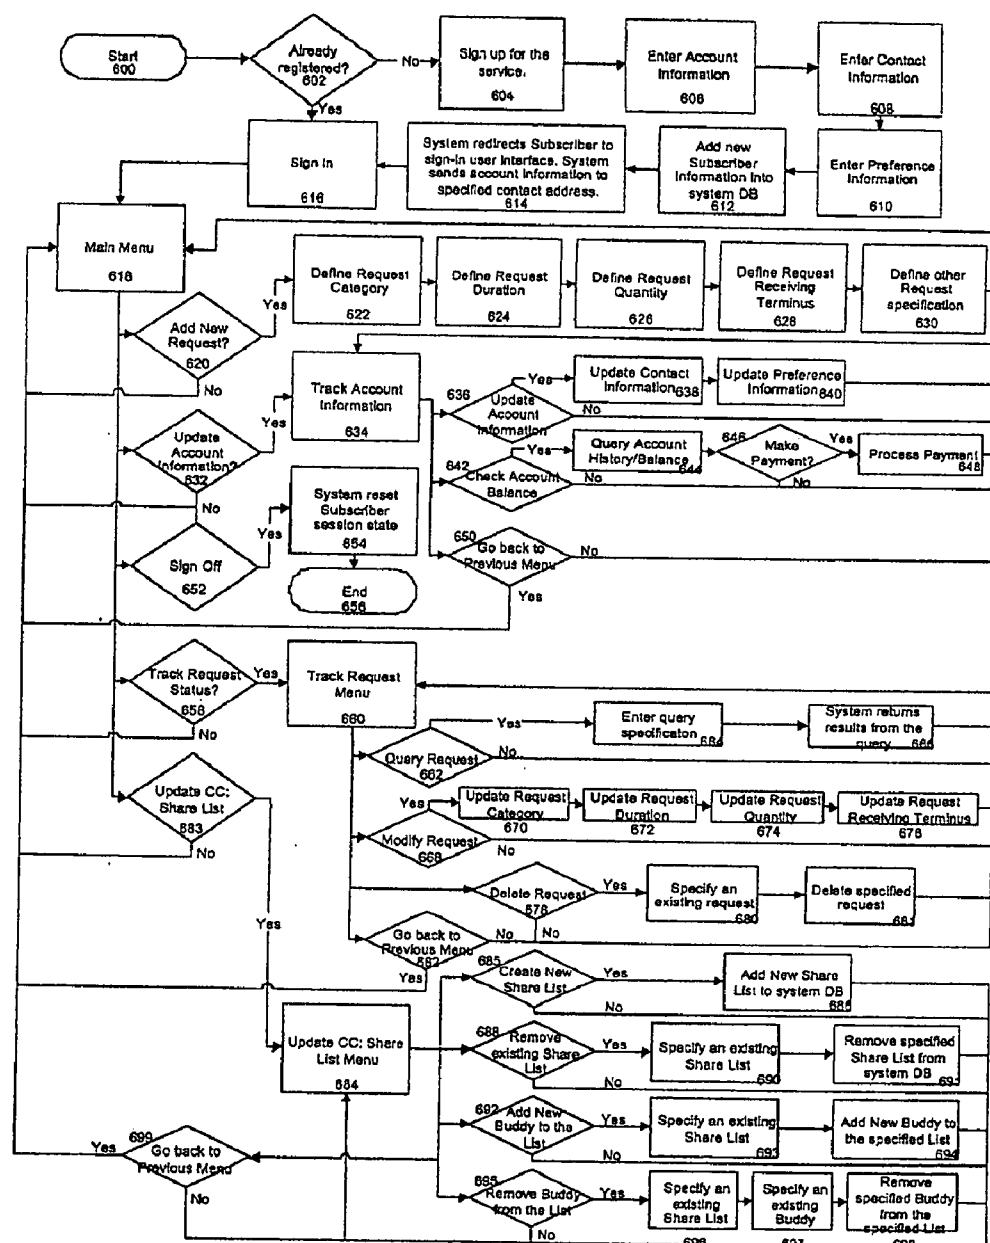 Start
600
Already
registered?
602
No
Yes
Sign up for the
service.
604
Enter Account
Information
606
Enter Contact
Information
608
Enter Preference
Information
610
Add new
Subscriber
Information into
system DB
612
System redirects Subscriber to
sign-in user interface. System
sends account information to
specified contact address.
614
Sign In
616
Main Menu
618
Add New
Request?
620
Yes
No
Define Request
Category
622
Define Request
Duration
624
Define Request
Quantity
626
Define Request
Receiving
Terminus
628
Define other
Request
specification
630
Update
Account
Information?
632
Yes
No
Track Account
Information
634
636
Update
Account
Information
Yes
No
Update Contact
Information
638
Update Preference
Information
640
642
Check Account
Balance
Yes
No
Query Account
History/Balance
644
646
Make
Payment?
Yes
No
Process Payment
648
650
Go back to
Previous Menu
No
Yes
Sign Off
652
Yes
System reset
Subscriber
session state
654
End
656
Track Request
Status?
658
Yes
No
Track Request
Menu
660
Query Request
662
Yes
No
Enter query
specificaton
664
System returns
results from the
query.
666
Modify Request
668
Yes
No
Update Request
Category
670
Update Request
Duration
672
Update Request
Quantity
674
Update Request
Receiving Terminus
676
Delete Request
678
Yes
No
Specify an
existing request
680
Delete specified
request
681
Go back to
Previous Menu
682
No
Yes
Update CC:
Share List
683
No
Yes
Update CC: Share
List Menu
684
685
Create New
Share List
Yes
No
Add New Share
List to system DB
686
688
Remove
existing Share
List
Yes
No
Specify an existing
Share List
690
Remove specified
Share List from
system DB
692
Add New
Buddy to the
List
Yes
No
Specify an existing
Share List
693
Add New Buddy to
the specified List
694
695
Remove Buddy
from the List
Yes
No
Specify an
existing
Share List
696
Specify an
existing
Buddy
697
Remove
specified Buddy
from the
specified List
699
Go back to
Previous Menu
Yes
No